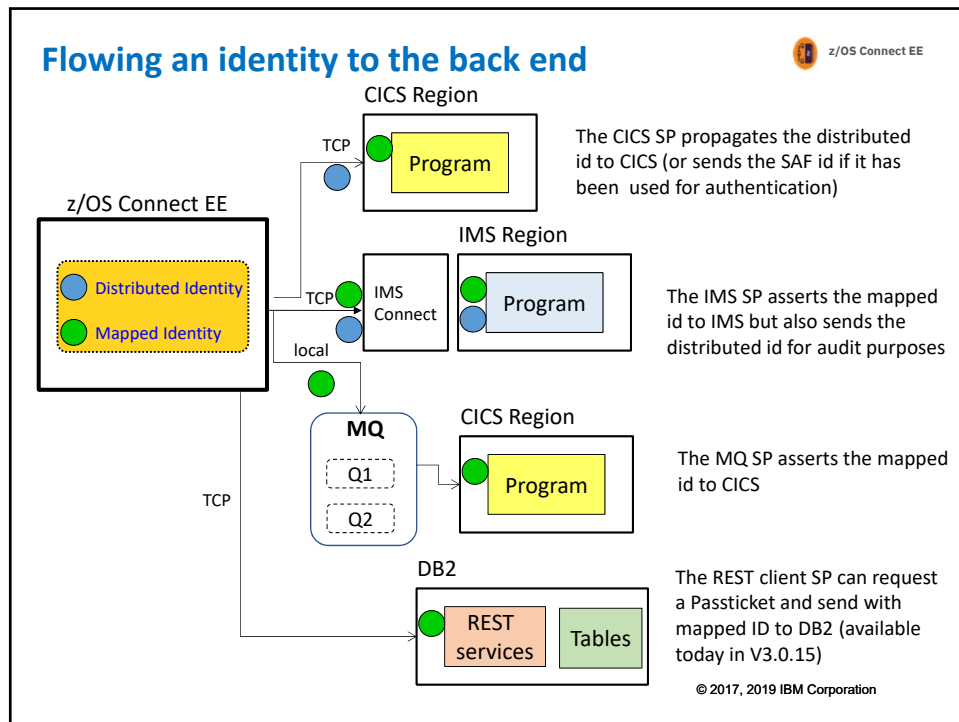 Flowing an identity to the back end
z/OS Connect EE
CICS Region
TCP
Program
The CICS SP propagates the distributed
id to CICS (or sends the SAF id if it has
been used for authentication)
z/OS Connect EE
Distributed Identity
Mapped Identity
IMS Region
TCP
IMS
Connect
Program
The IMS SP asserts the mapped
id to IMS but also sends the
distributed id for audit purposes
local
MQ
Q1
Q2
CICS Region
Program
The MQ SP asserts the mapped
id to CICS
TCP
DB2
REST
services
Tables
The REST client SP can request
a Passticket and send with
mapped ID to DB2 (available
today in V3.0.15)
© 2017, 2019 IBM Corporation